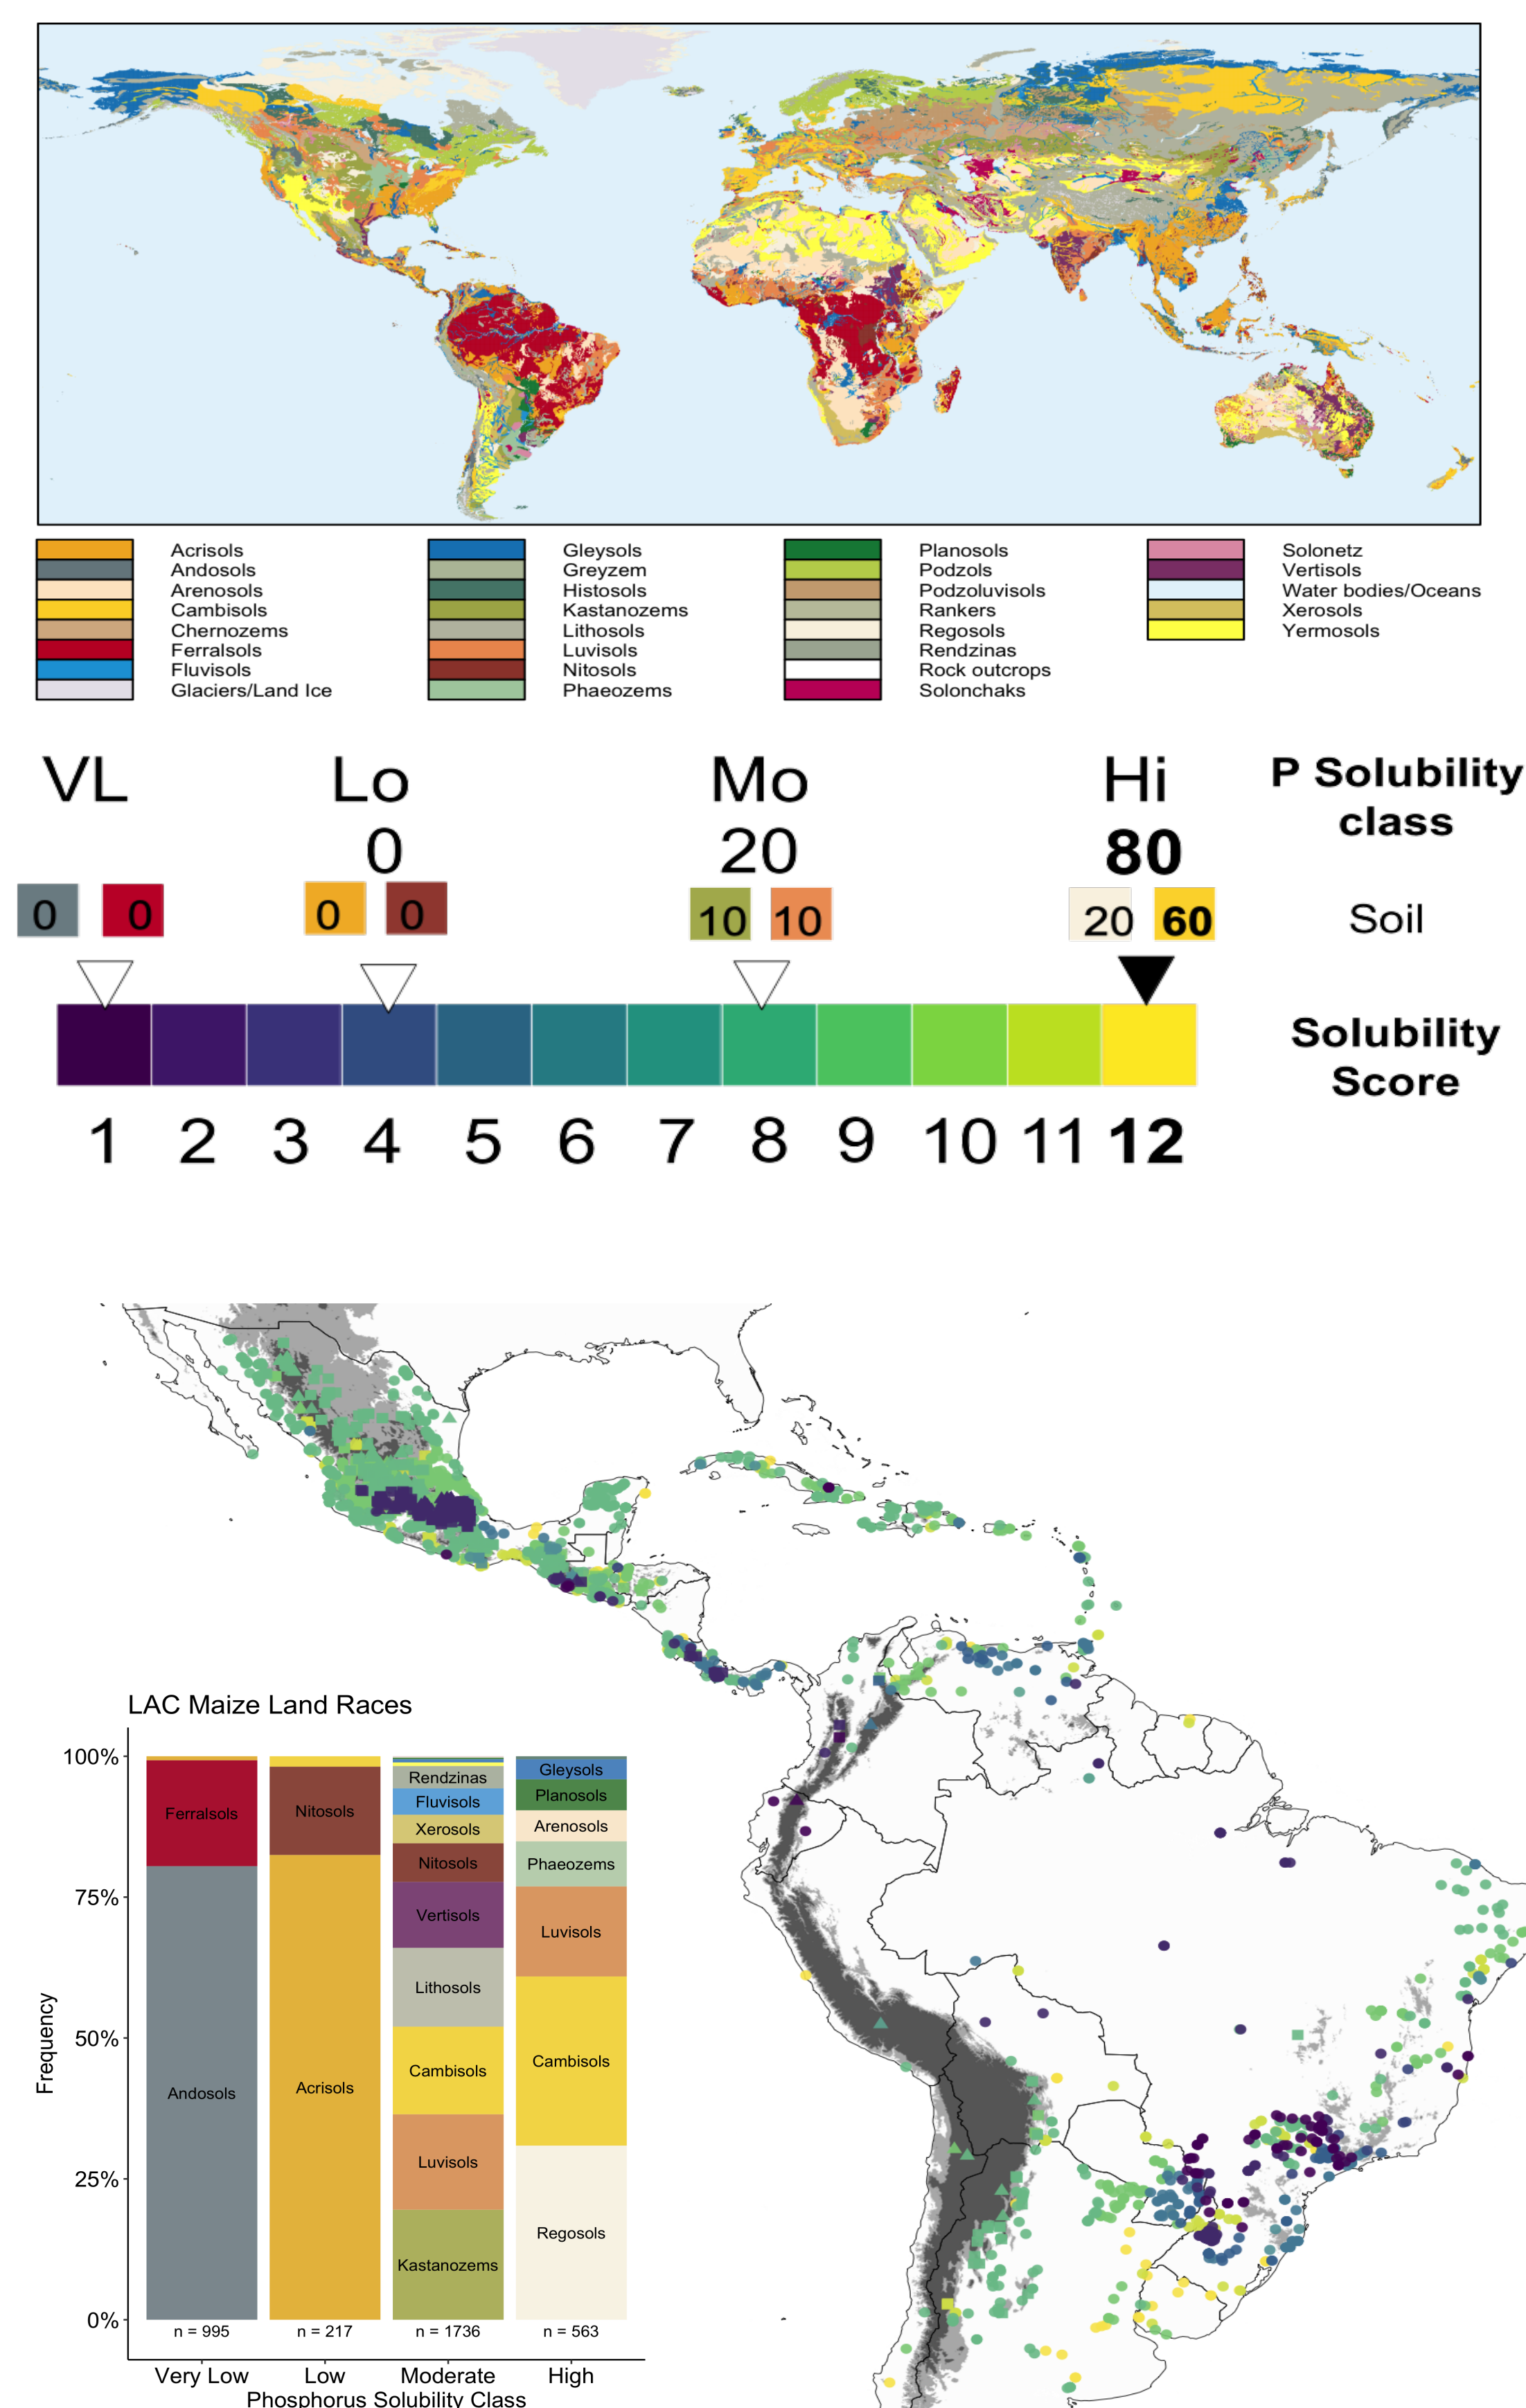 Acrisols
Andosols
Arenosols
Cambisols
Chernozems
Ferralsols
Fluvisols
Glaciers/Land Ice
Gleysols
Greyzem
Histosols
Kastanozems
Lithosols
Luvisols
Nitosols
Phaeozems
Planosols
Podzols
Podzoluvisols
Rankers
Regosols
Rendzinas
Rock outcrops
Solonchaks
Solonetz
Vertisols
Water bodies/Oceans
Xerosols
Yermosols
VL Lo Mo Hi P Solubility
class
0 20 80
0 0 0 0 10 10 20 60 Soil
Solubility
Score
1 2 3 4 5 6 7 8 9 10 11 12
LAC Maize Land Races
Frequency
100%
75%
50%
25%
0%
Ferralsols
Andosols
Nitosols
Acrisols
Rendzinas
Fluvisols
Xerosols
Nitosols
Vertisols
Lithosols
Cambisols
Luvisols
Kastanozems
Gleysols
Planosols
Arenosols
Phaeozems
Luvisols
Cambisols
Regosols
n = 995 n = 217 n = 1736 n = 563
Very Low Low Moderate High
Phosphorus Solubility Class